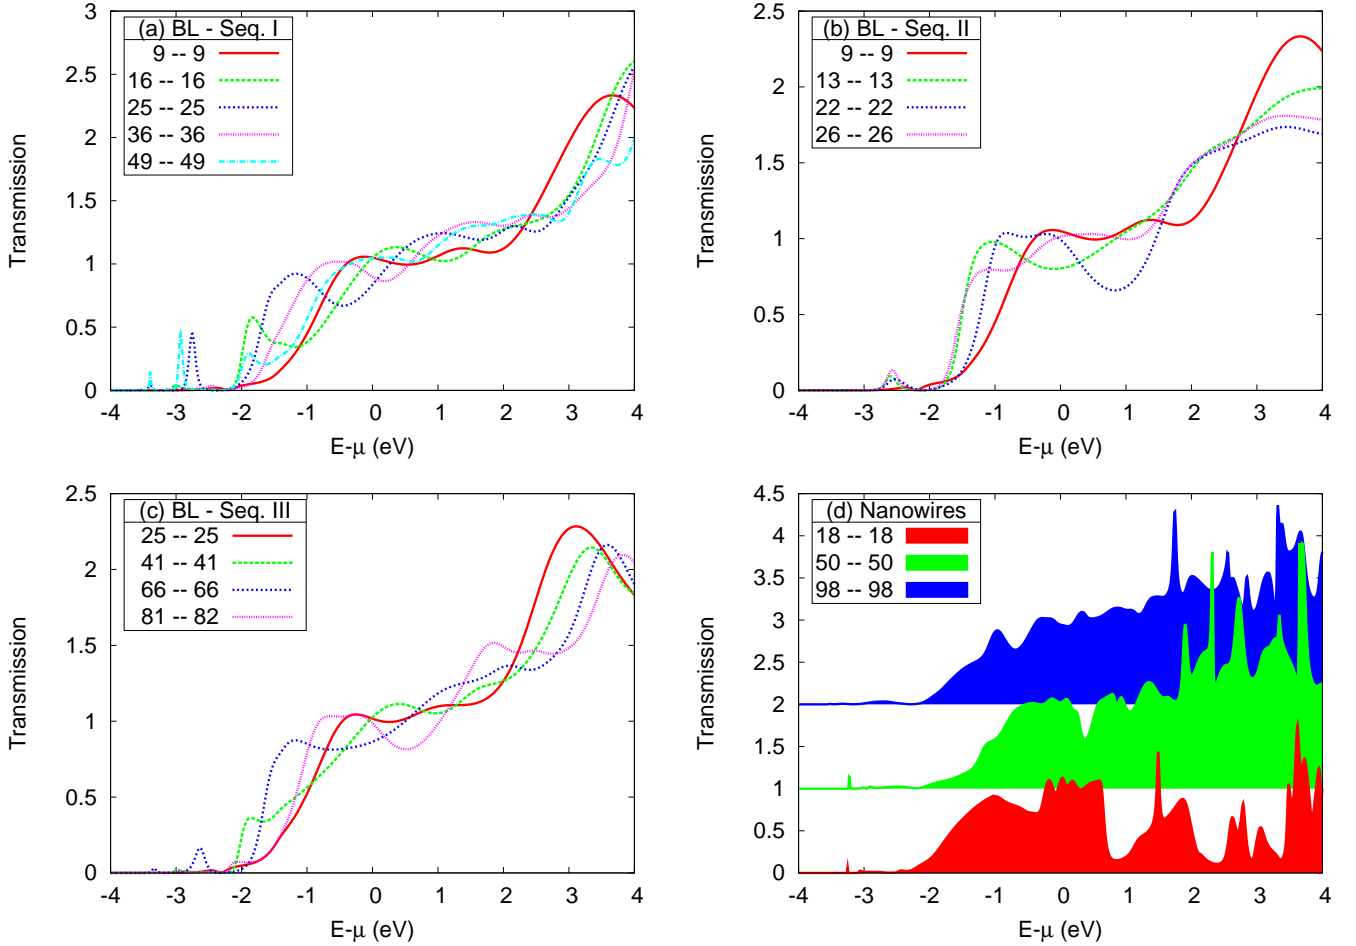 (a) BL - Seq. I
9 -- 9
16 -- 16
25 -- 25
36 -- 36
49 -- 49
3
2.5
2
1.5
1
0.5
0
-4 -3 -2 -1 0 1 2 3 4
Transmission
E-μ (eV)
(b) BL - Seq. II
9 -- 9
13 -- 13
22 -- 22
26 -- 26
2.5
2
1.5
1
0.5
0
-4 -3 -2 -1 0 1 2 3 4
Transmission
E-μ (eV)
(c) BL - Seq. III
25 -- 25
41 -- 41
66 -- 66
81 -- 82
2.5
2
1.5
1
0.5
0
-4 -3 -2 -1 0 1 2 3 4
Transmission
E-μ (eV)
(d) Nanowires
18 -- 18
50 -- 50
98 -- 98
4.5
4
3.5
3
2.5
2
1.5
1
0.5
0
-4 -3 -2 -1 0 1 2 3 4
Transmission
E-μ (eV)